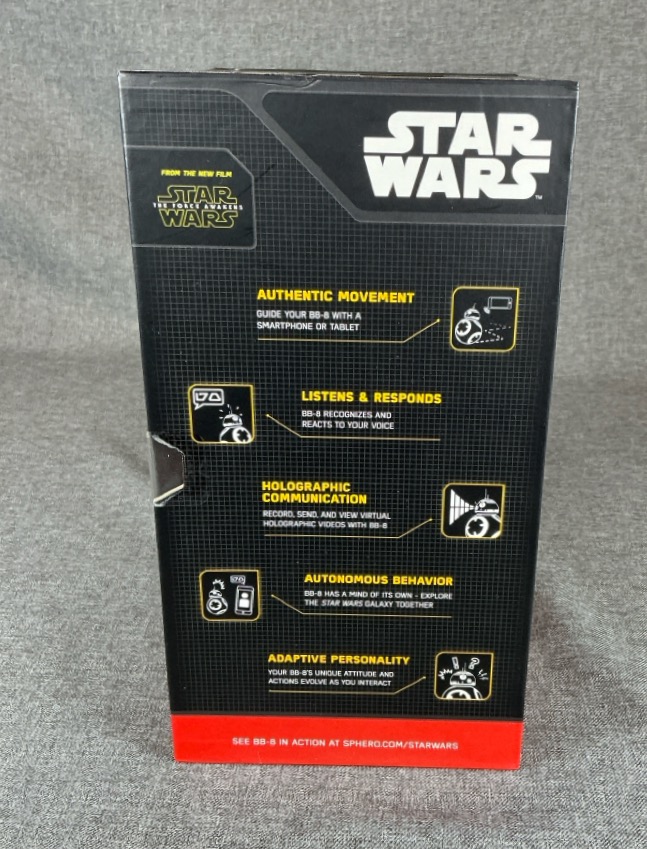 STAR
WARS
TM
FROM THE NEW FILM
STAR
THE FORCE AWAKENS
WARS
AUTHENTIC MOVEMENT
GUIDE YOUR BB-8 WITH A
SMARTPHONE OR TABLET
LISTENS & RESPONDS
BB-8 RECOGNIZES AND
REACTS TO YOUR VOICE
HOLOGRAPHIC
COMMUNICATION
RECORD, SEND, AND VIEW VIRTUAL
HOLOGRAPHIC VIDEOS WITH BB-8
AUTONOMOUS BEHAVIOR
BB-8 HAS A MIND OF ITS OWN - EXPLORE
THE STAR WARS GALAXY TOGETHER
! ?
ADAPTIVE PERSONALITY
YOUR BB-8'S UNIQUE ATTITUDE AND
ACTIONS EVOLVE AS YOU INTERACT
SEE BB-8 IN ACTION AT SPHERO.COM/STARWARS